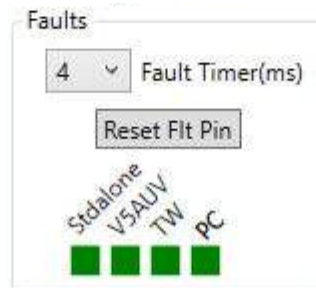 Faults
4 Fault Timer(ms)
Reset Flt Pin
Stdalone
V5AUV
TW
PC